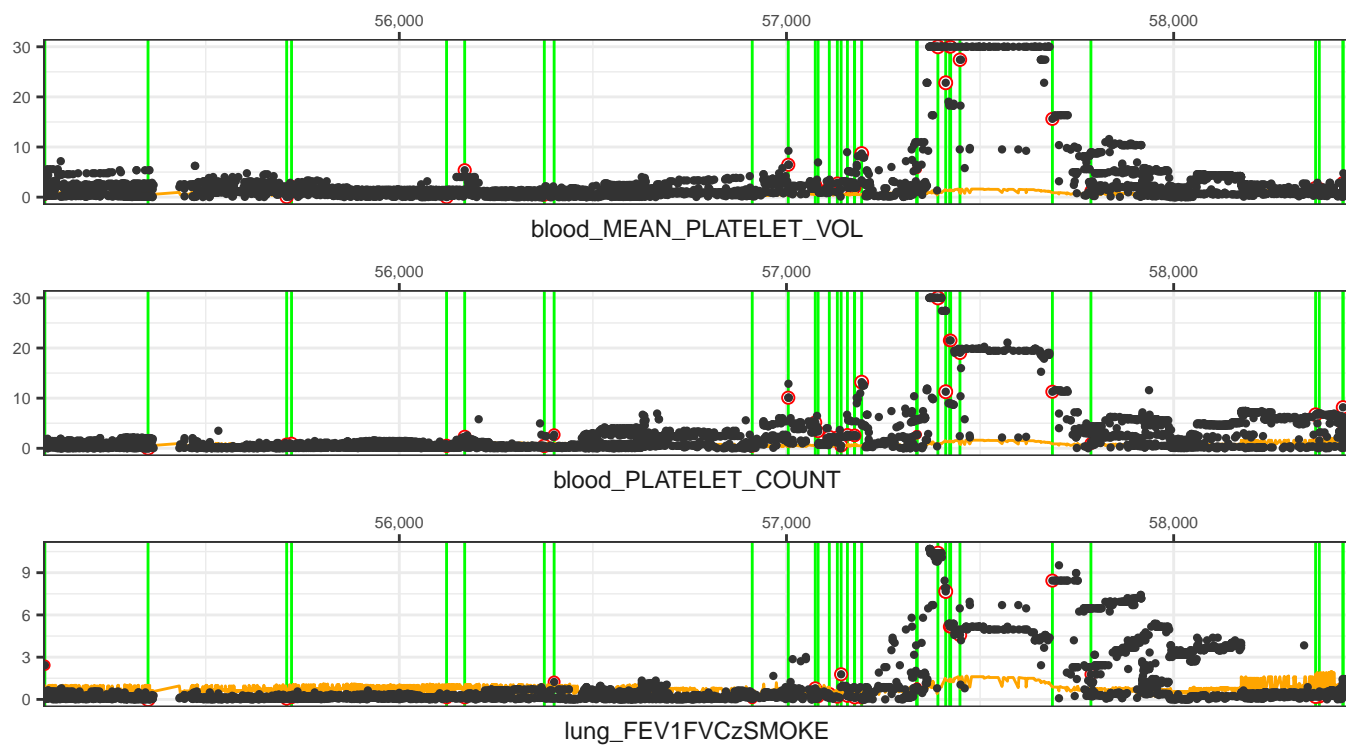 56,000 57,000 58,000
30
20
10
0
blood_MEAN_PLATELET_VOL
56,000 57,000 58,000
30
20
10
0
blood_PLATELET_COUNT
56,000 57,000 58,000
9
6
3
0
lung_FEV1FVCzSMOKE